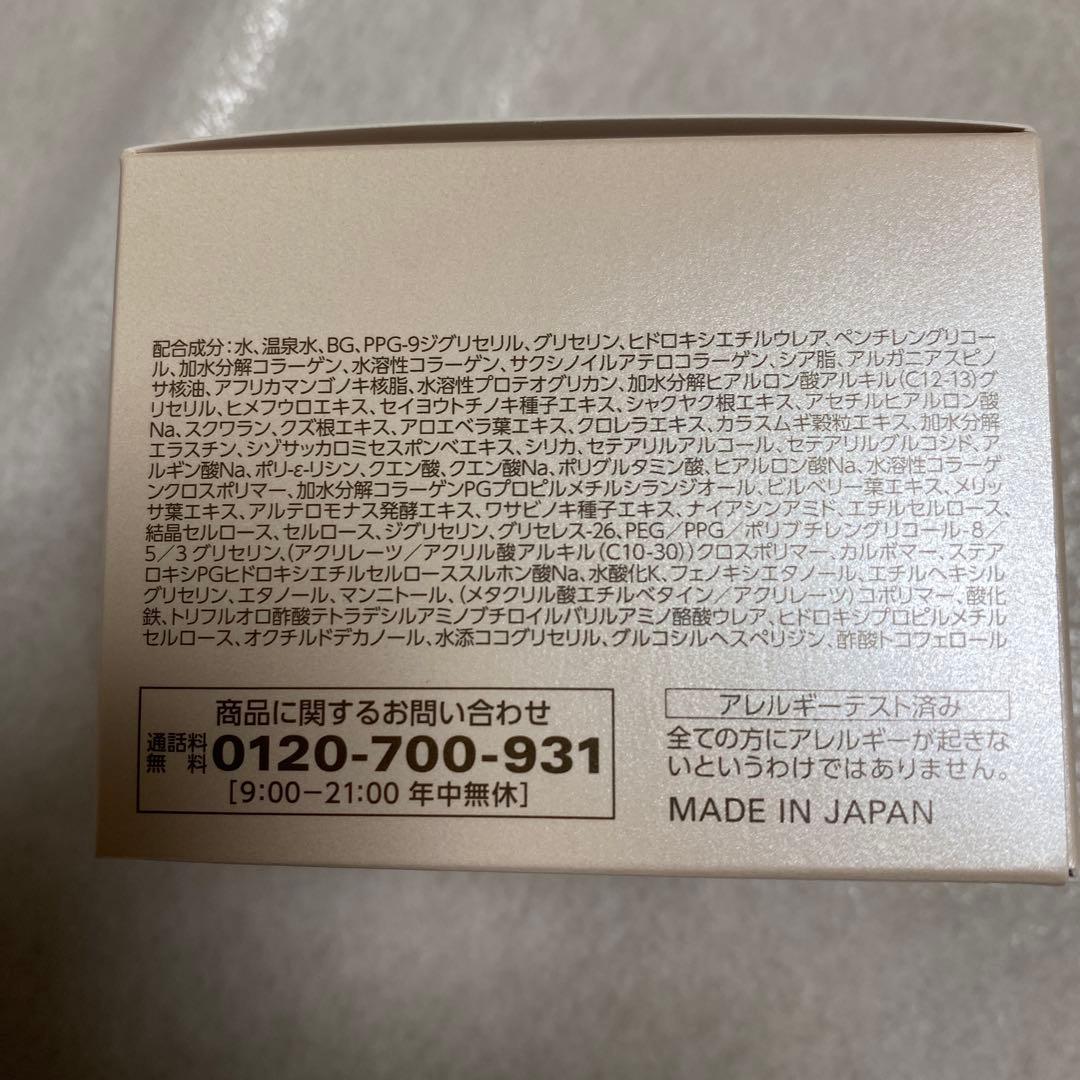 配合成分：水、温泉水、BG、PPG-9ジグリセリル、グリセリン、ヒドロキシエチルウレア、ペンチレングリコー
ル、加水分解コラーゲン、水溶性コラーゲン、サクシノイルアテロコラーゲン、シア脂、アルガニアスピノ
サ核油、アフリカマンゴノキ核脂、水溶性プロテオグリカン、加水分解ヒアルロン酸アルキル(C12-13)グ
リセリル、ヒメフウロエキス、セイヨウトチノキ種子エキス、シャクヤク根エキス、アセチルヒアルロン酸
Na、スクワラン、クズ根エキス、アロエベラ葉エキス、クロレラエキス、カラスムギ穀粒エキス、加水分解
エラスチン、シゾサッカロミセスポンベエキス、シリカ、セテアリルアルコール、セテアリルグルコシド、ア
ルギン酸Na、ポリ-ε-リシン、クエン酸、クエン酸Na、ポリグルタミン酸、ヒアルロン酸Na、水溶性コラーゲ
ンクロスポリマー、加水分解コラーゲンPGプロピルメチルシランジオール、ビルベリー葉エキス、メリッ
サ葉エキス、アルテロモナス発酵エキス、ワサビノキ種子エキス、ナイアシンアミド、エチルセルロース、
結晶セルロース、セルロース、ジグリセリン、グリセレス-26、PEG／PPG／ポリブチレングリコール-8／
5／3グリセリン、(アクリレーツ／アクリル酸アルキル(C10-30))クロスポリマー、カルボマー、ステア
ロキシPGヒドロキシエチルセルローススルホン酸Na、水酸化K、フェノキシエタノール、エチルヘキシル
グリセリン、エタノール、マンニトール、(メタクリル酸エチルベタイン／アクリレーツ)コポリマー、酸化
鉄、トリフルオロ酢酸テトラデシルアミノブチロイルバリルアミノ酪酸ウレア、ヒドロキシプロピルメチル
セルロース、オクチルドデカノール、水添ココグリセリル、グルコシルヘスペリジン、酢酸トコフェロール
商品に関するお問い合わせ
通話料
無料 0120-700-931
[9:00－21:00 年中無休]
アレルギーテスト済み
全ての方にアレルギーが起きな
いというわけではありません。
MADE IN JAPAN